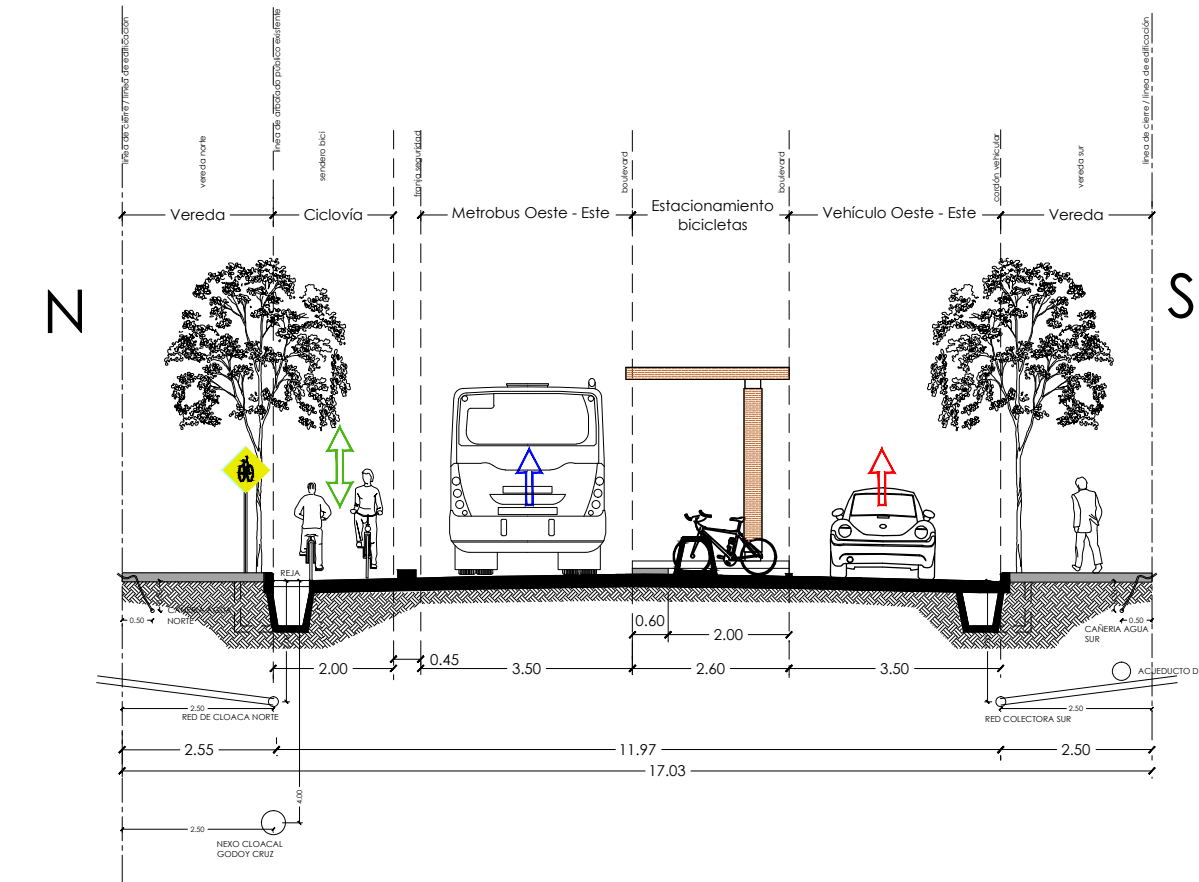 línea de cierre / línea de edificación
vereda norte
línea de arbolado público existente
sendero bici
franja seguridad
boulevard
boulevard
cordón vehicular
vereda sur
línea de cierre / línea de edificación
Vereda
Ciclovía
Metrobus Oeste - Este
Estacionamiento
bicicletas
Vehículo Oeste - Este
Vereda
N
S
REJA
CAÑERIA AGUA
NORTE
0.50
0.60
2.00
0.50
CAÑERIA AGUA
SUR
2.00
0.45
3.50
2.60
3.50
ACUEDUCTO D
2.50
RED DE CLOACA NORTE
2.50
RED COLECTORA SUR
2.55
11.97
2.50
17.03
4.00
2.50
NEXO CLOACAL
GODOY CRUZ